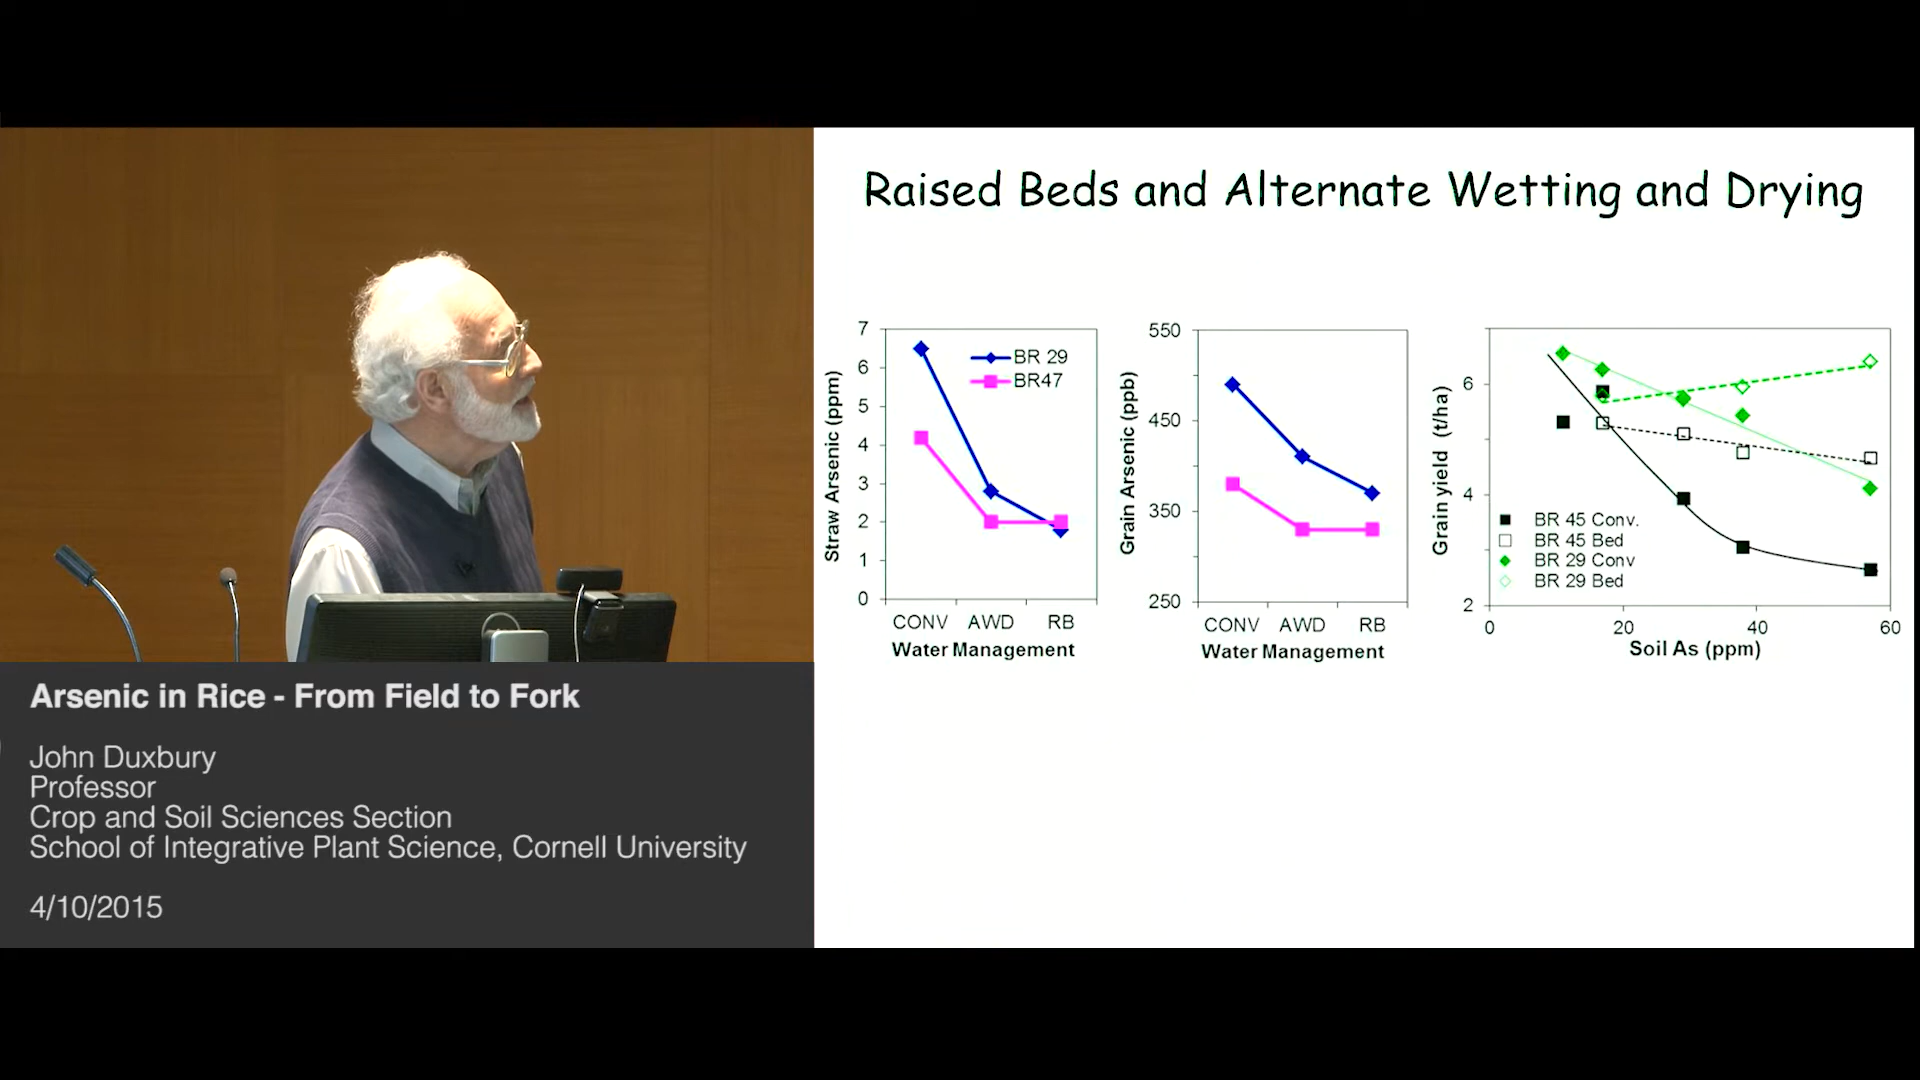 Raised Beds and Alternate Wetting and Drying
7
6
5
4
3
2
1
0
Straw Arsenic (ppm)
BR 29
BR47
CONV AWD RB
Water Management
550
450
350
250
Grain Arsenic (ppb)
CONV AWD RB
Water Management
6
4
2
Grain yield (t/ha)
BR 45 Conv.
BR 45 Bed
BR 29 Conv
BR 29 Bed
0 20 40 60
Soil As (ppm)
Arsenic in Rice - From Field to Fork
John Duxbury
Professor
Crop and Soil Sciences Section
School of Integrative Plant Science, Cornell University
4/10/2015